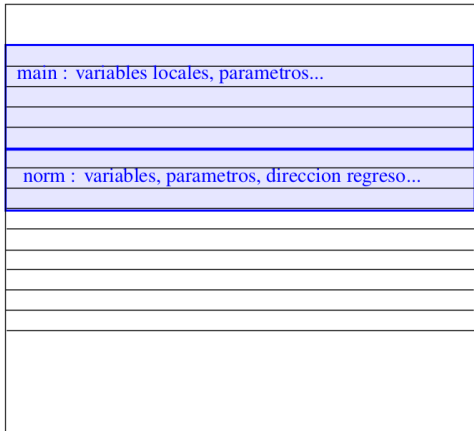 main : variables locales, parametros...
norm : variables, parametros, direccion regreso...